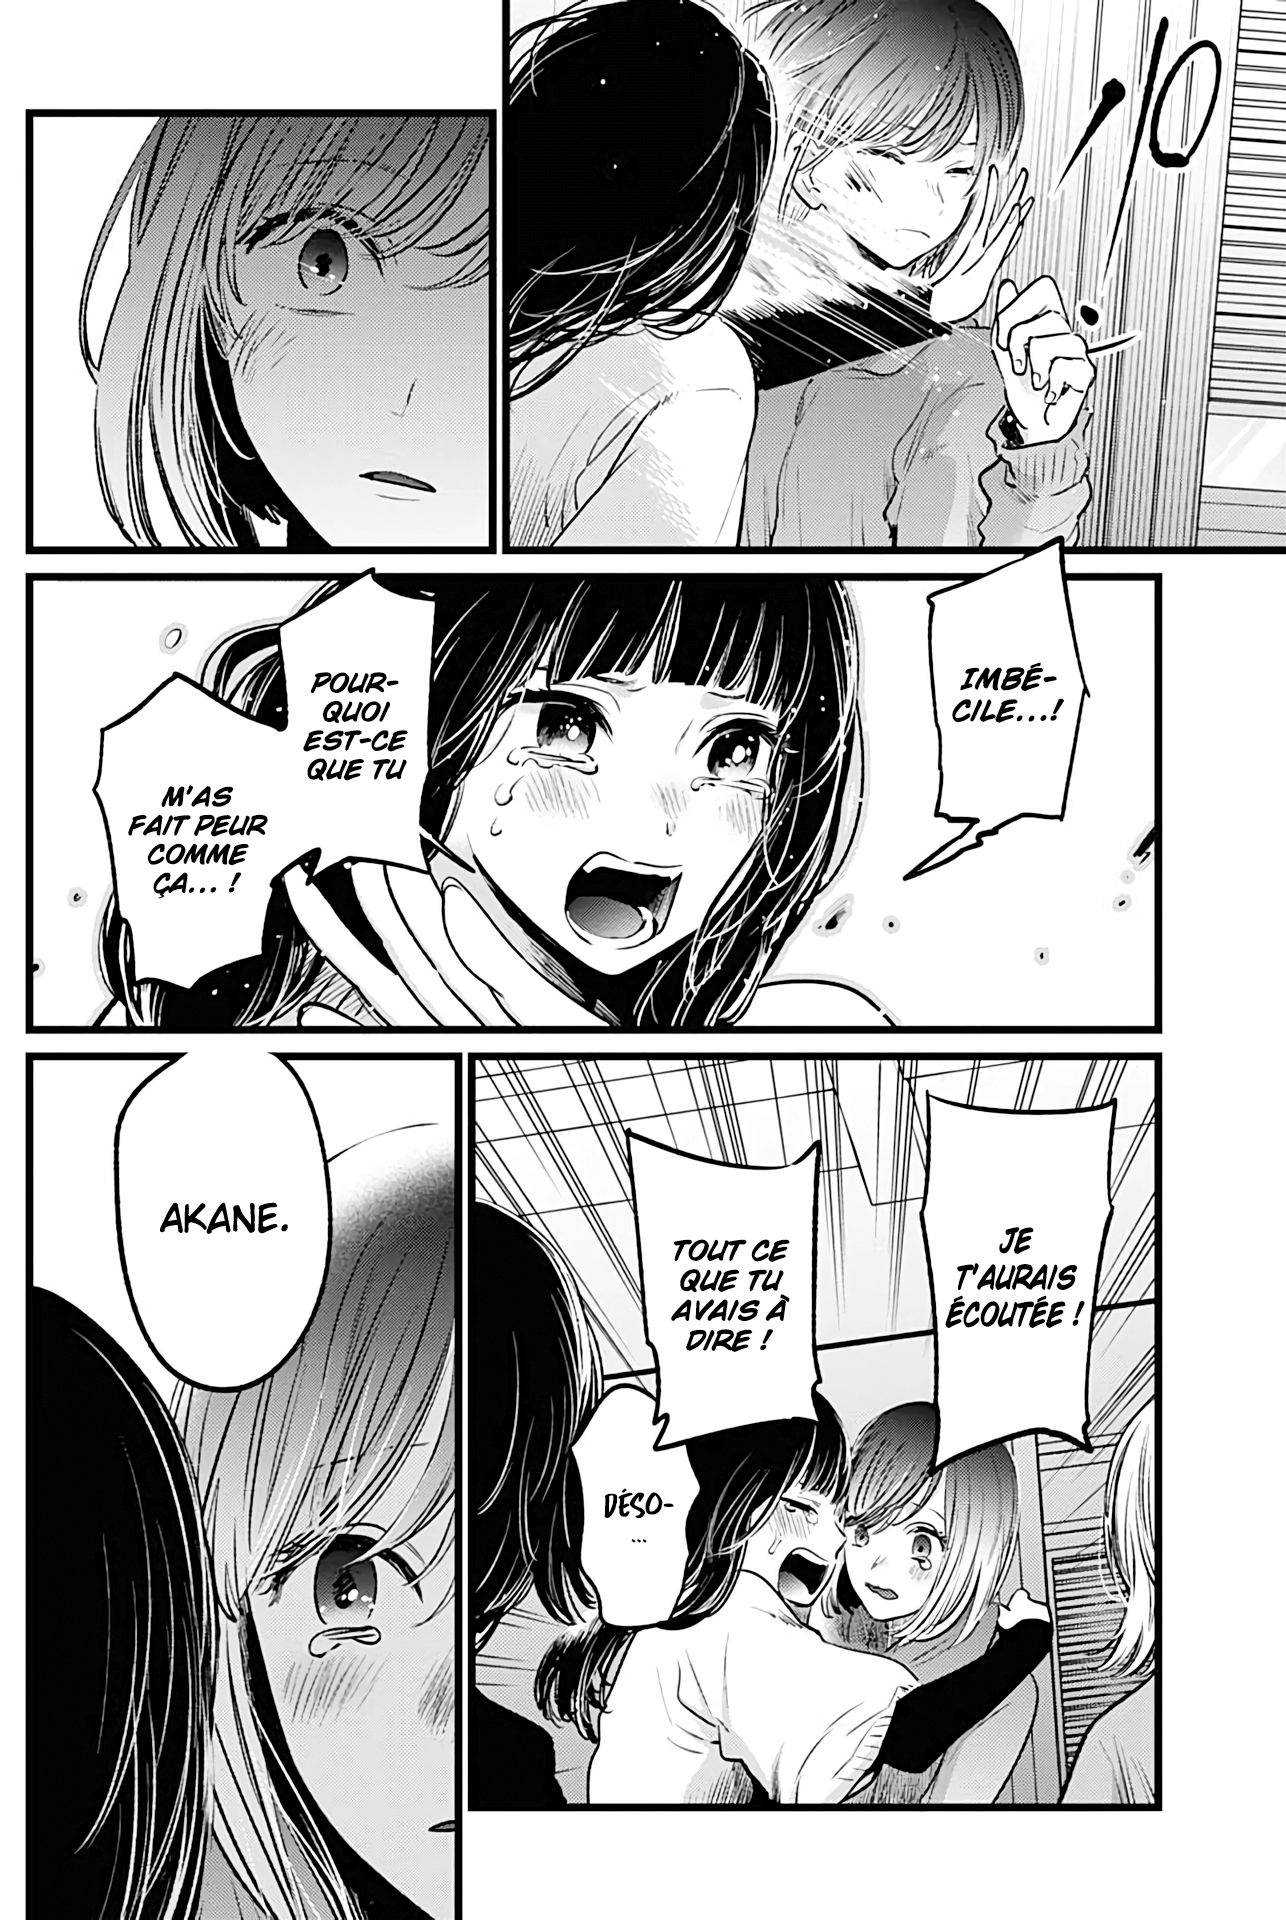 IMBÉ-
CILE...!
POUR-
QUOI
EST-CE
QUE TU
M'AS
FAIT PEUR
COMME
ÇA... !
JE
T'AURAIS
ÉCOUTÉE !
TOUT CE
QUE TU
AVAIS À
DIRE !
DÉSO-
...
AKANE.